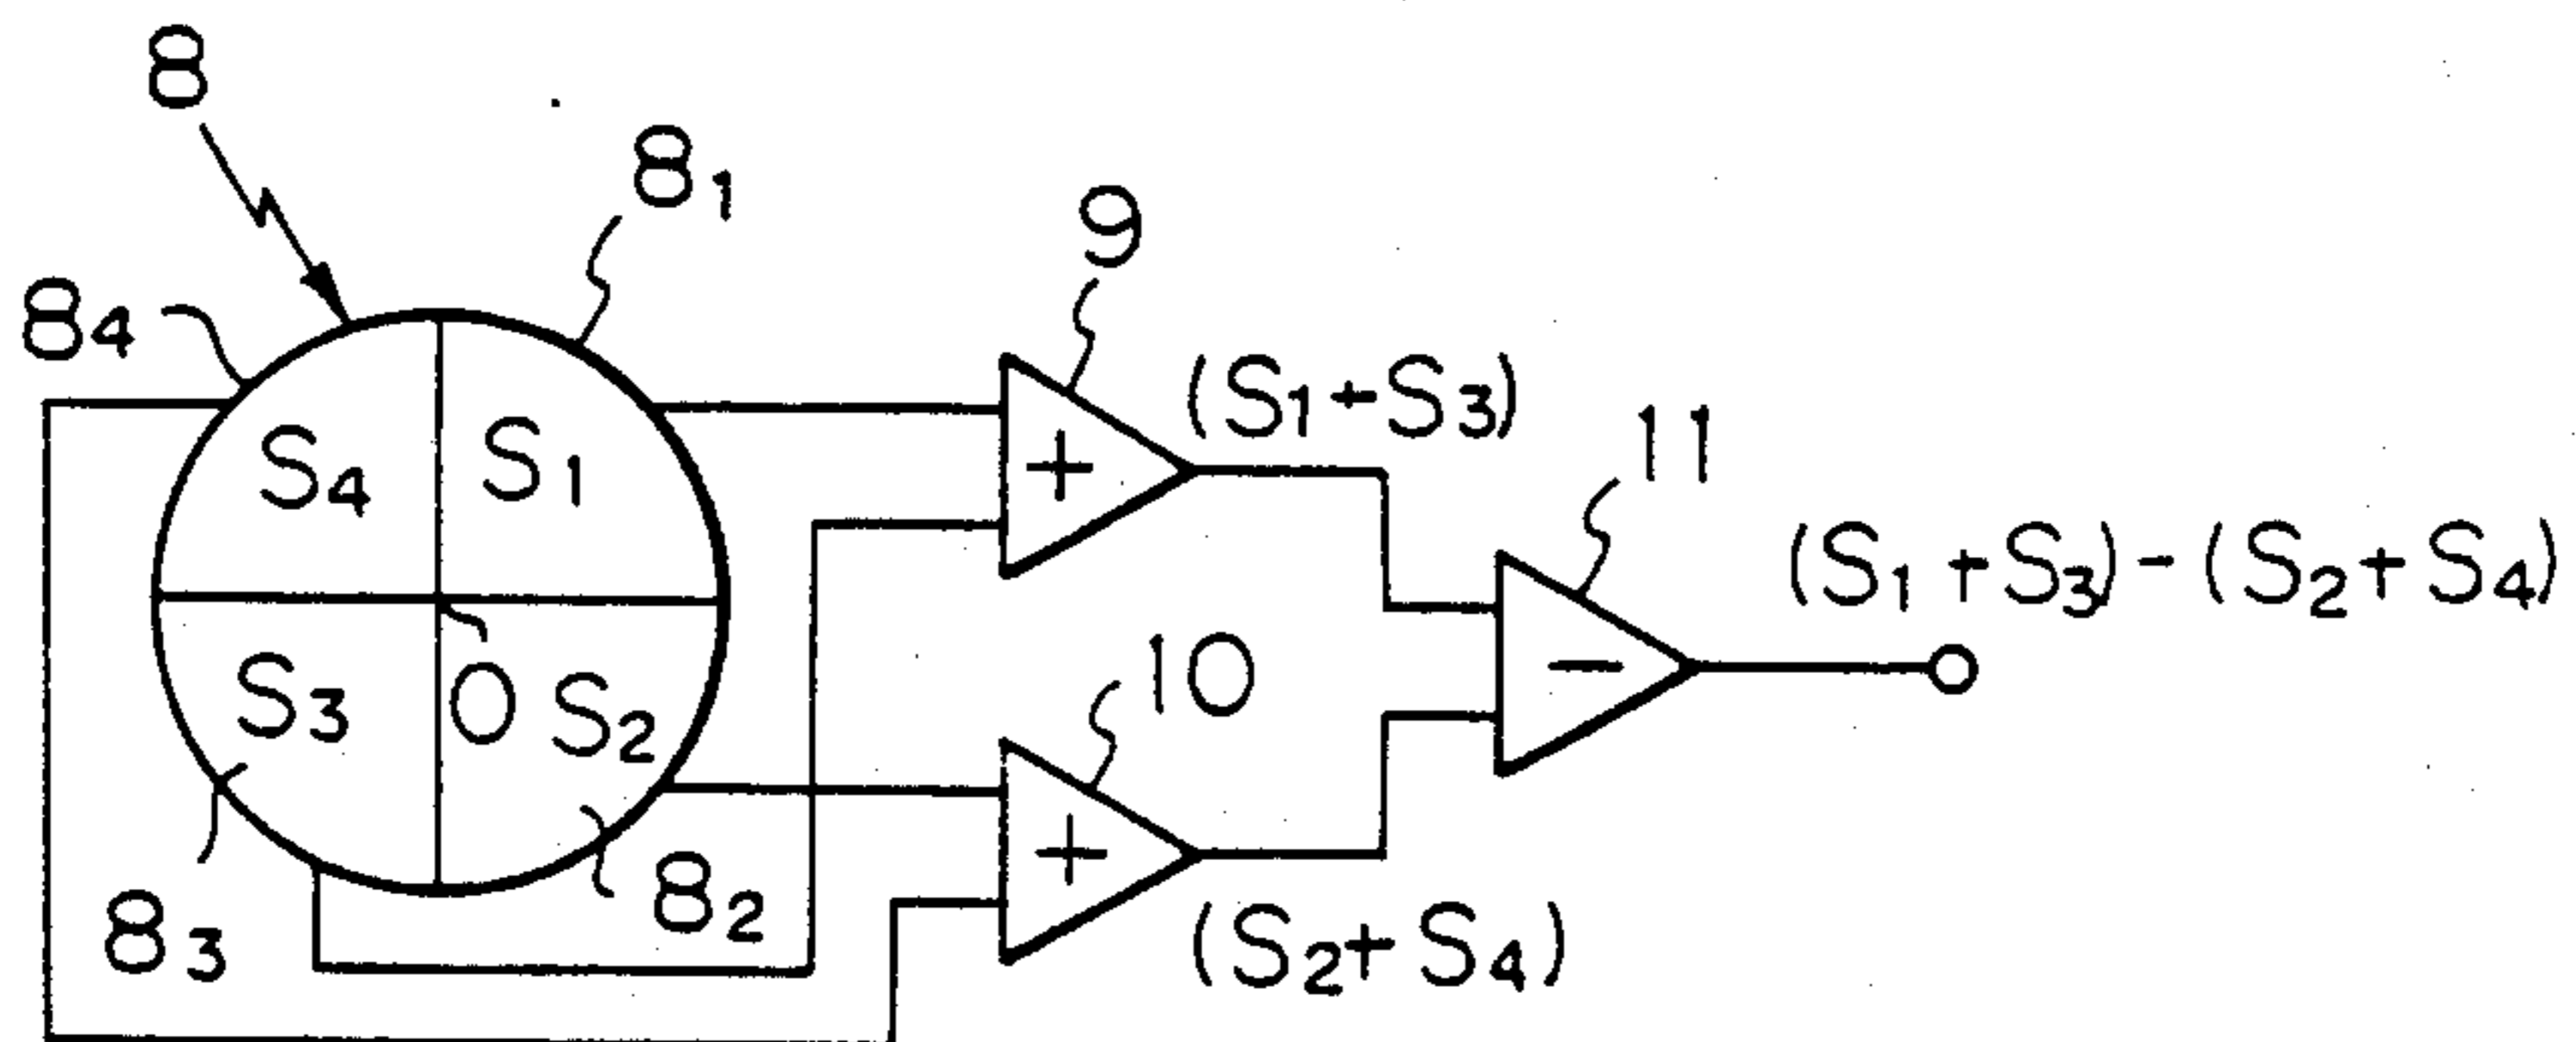 8
8₁
9
8₄
(S₁+S₃)
11
S₄
S₁
+
(S₁+S₃)-(S₂+S₄)
10
-
S₃
O
S₂
+
8₃
8₂
(S₂+S₄)